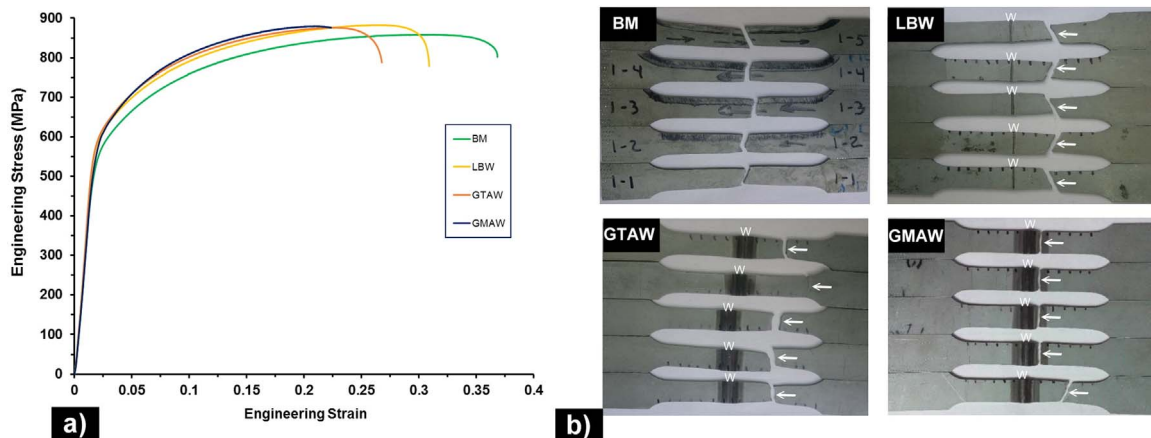 900
800
700
600
500
400
300
200
100
0
0
0.05
0.1
0.15
0.2
0.25
0.3
0.35
0.4
Engineering Stress (MPa)
Engineering Strain
BM
LBW
GTAW
GMAW
a)
BM
1-5
1-4
1-4
1-3
1-3
1-2
1-2
1-1
1-1
LBW
W
W
W
W
W
GTAW
W
W
W
W
W
GMAW
W
W
W
W
W
b)